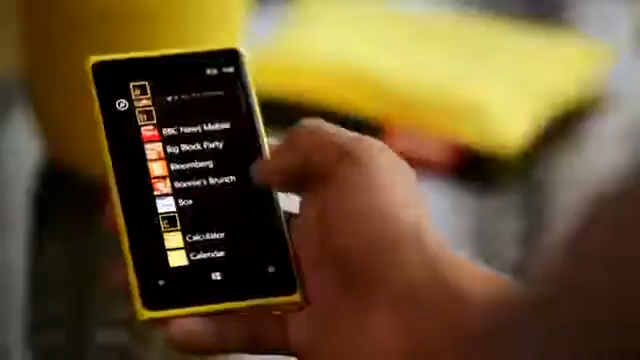 b
BBC News Mobile
Big Block Party
Bloomberg
Bonnie's Brunch
Box
c
Calculator
Calendar